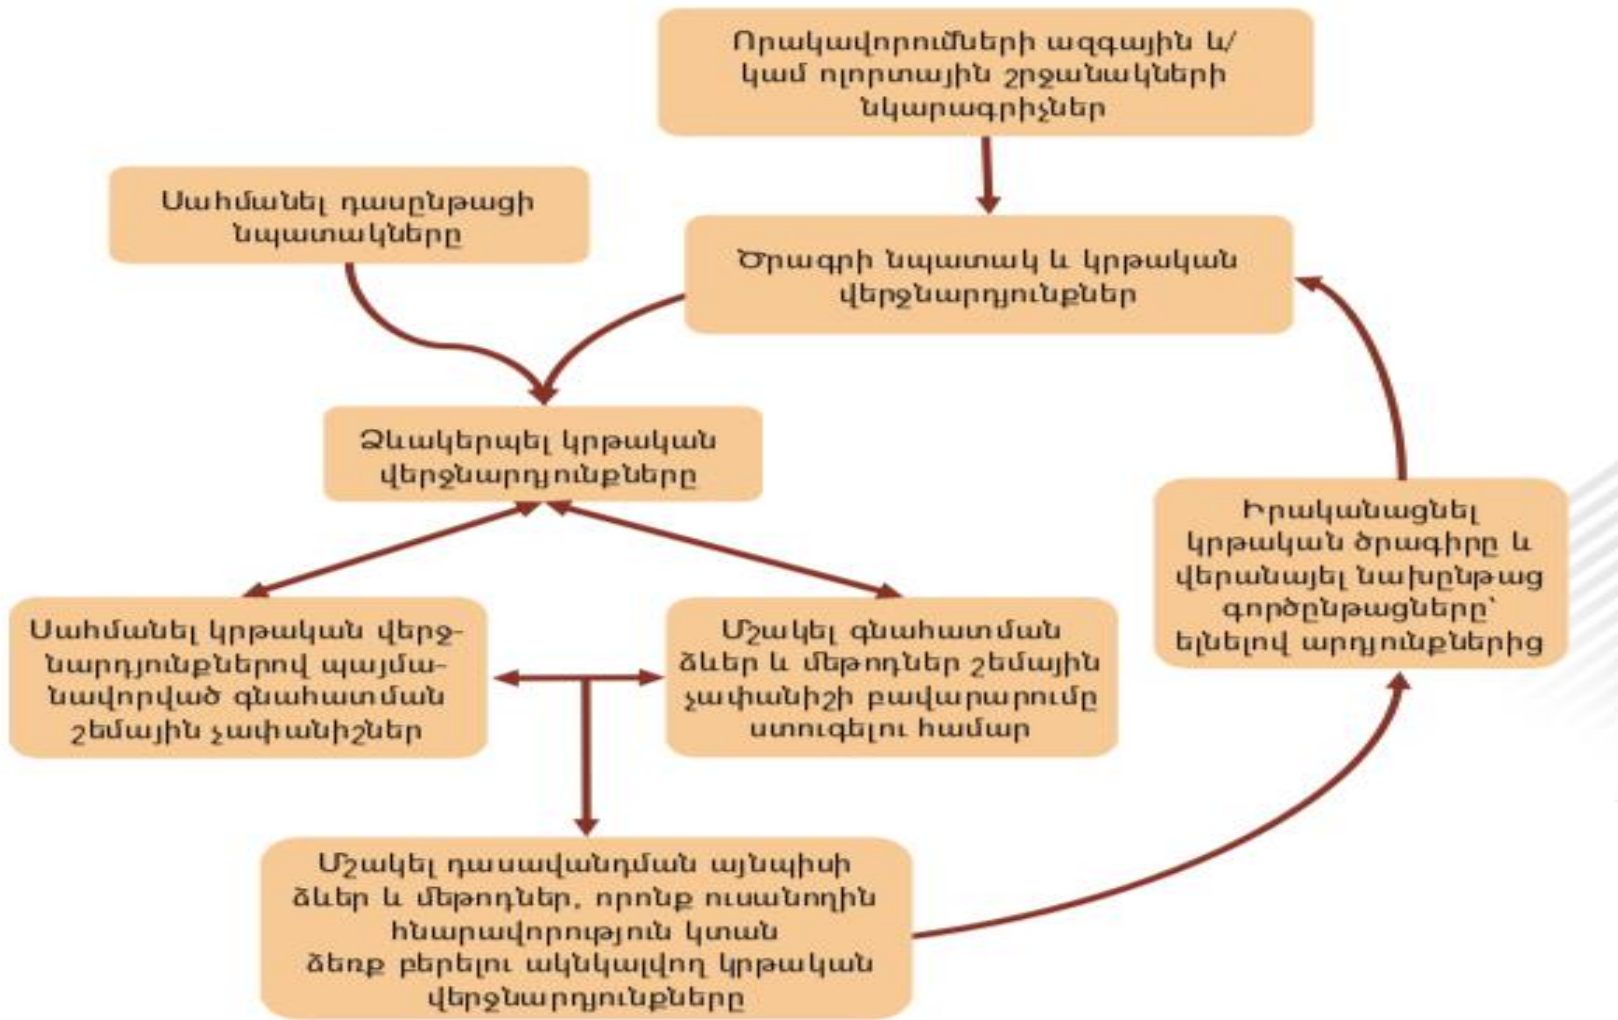 Որակավորումների ազգային և/
կամ ոլորտային շրջանակների
նկարագրիչներ
Սահմանել դասընթացի
նպատակները
Ծրագրի նպատակ և կրթական
վերջնարդյունքներ
Ձևակերպել կրթական
վերջնարդյունքները
Իրականացնել
կրթական ծրագիրը և
վերանայել նախընթաց
գործընթացները՝
ելնելով արդյունքներից
Սահմանել կրթական վերջ-
նարդյունքներով պայմա-
նավորված գնահատման
շեմային չափանիշներ
Մշակել գնահատման
ձևեր և մեթոդներ շեմային
չափանիշի բավարարումը
ստուգելու համար
Մշակել դասավանդման այնպիսի
ձևեր և մեթոդներ, որոնք ուսանողին
հնարավորություն կտան
ձեռք բերելու ակնկալվող կրթական
վերջնարդյունքները